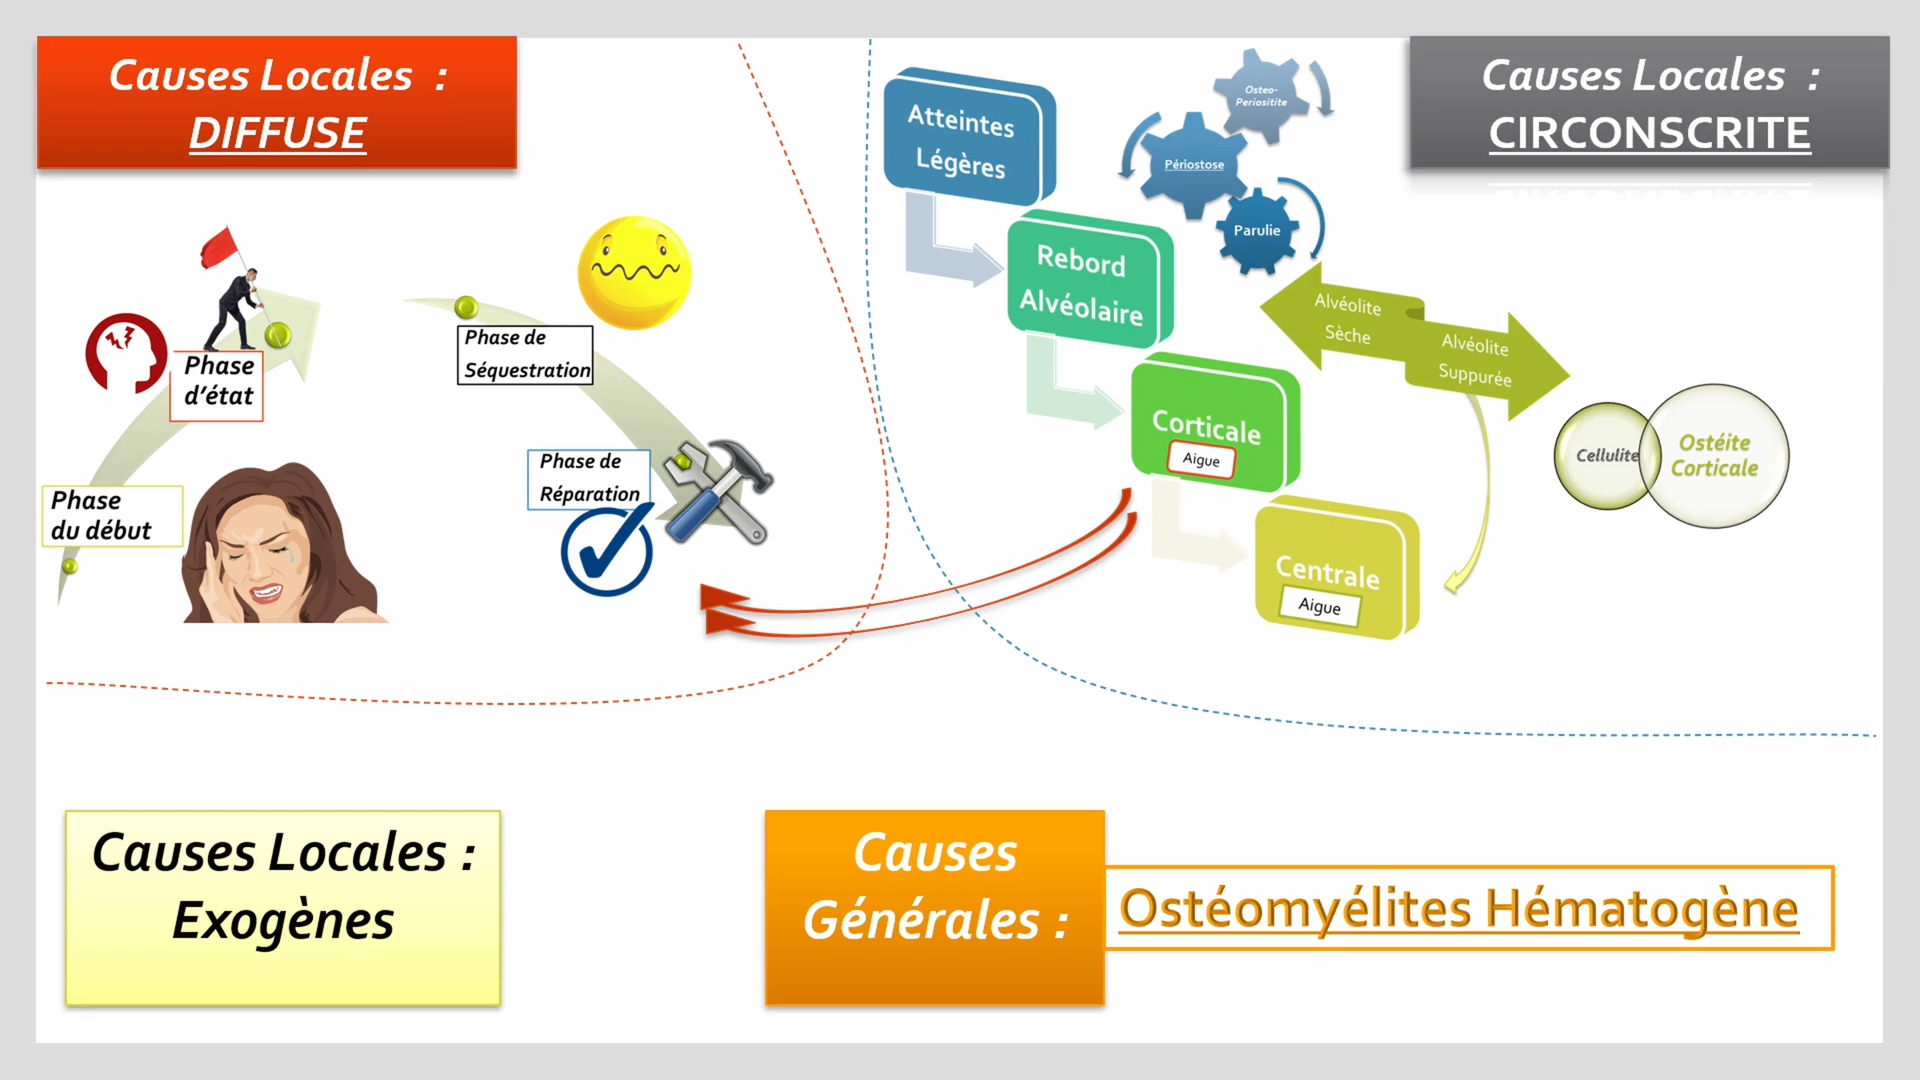 Causes Locales :
DIFFUSE
Phase
d’état
Phase
du début
Phase de
Séquestration
Phase de
Réparation
Causes Locales :
CIRCONSCRITE
Atteintes
Légères
Osteo-
Periositite
Périostose
Parulie
Rebord
Alvéolaire
Alvéolite
Sèche
Alvéolite
Suppurée
Corticale
Aigue
Centrale
Aigue
Cellulite
Ostéite
Corticale
Causes Locales :
Exogènes
Causes
Générales :
Ostéomyélites Hématogène